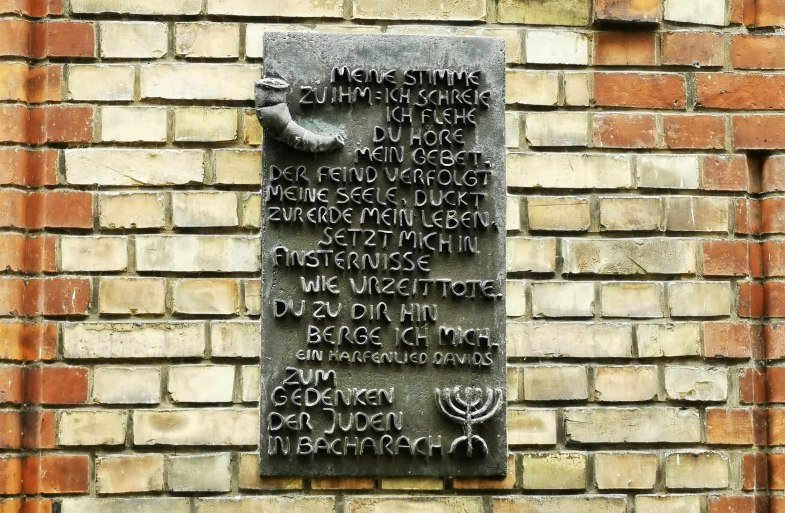 MEINE STIMME
ZU IHM: ICH SCHREIE
ICH FLEHE
DU HÖRE
MEIN GEBET.
DER FEIND VERFOLGT
MEINE SEELE, DUCKT
ZUR ERDE MEIN LEBEN,
SETZT MICH IN
FINSTERNISSE
WIE URZEITTOTE.
DU ZU DIR HIN
BERGE ICH MICH.
EIN HARFENLIED DAVIDS
ZUM
GEDENKEN
DER JUDEN
IN BACHARACH